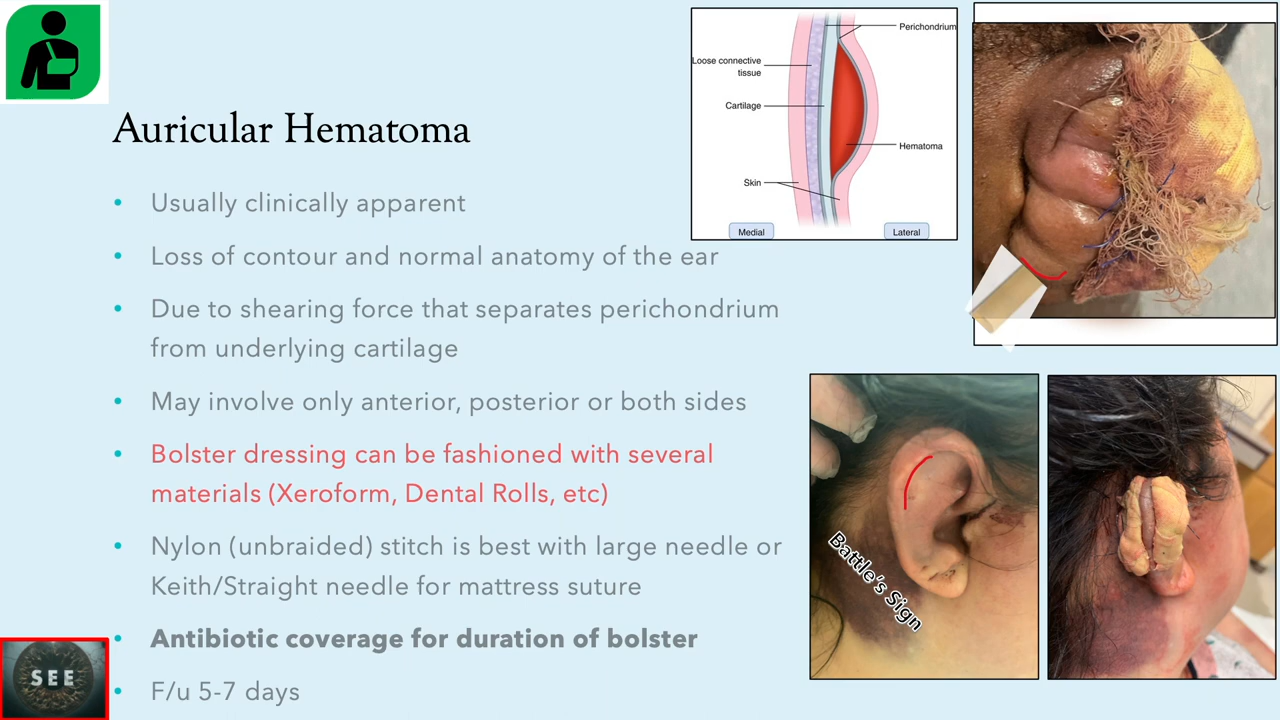 Auricular Hematoma
Usually clinically apparent
Loss of contour and normal anatomy of the ear
Due to shearing force that separates perichondrium
from underlying cartilage
May involve only anterior, posterior or both sides
Bolster dressing can be fashioned with several
materials (Xeroform, Dental Rolls, etc)
Nylon (unbraided) stitch is best with large needle or
Keith/Straight needle for mattress suture
Antibiotic coverage for duration of bolster
F/u 5-7 days
SEE
Perichondrium
Loose connective
tissue
Cartilage
Hematoma
Skin
Medial
Lateral
Battle's Sign